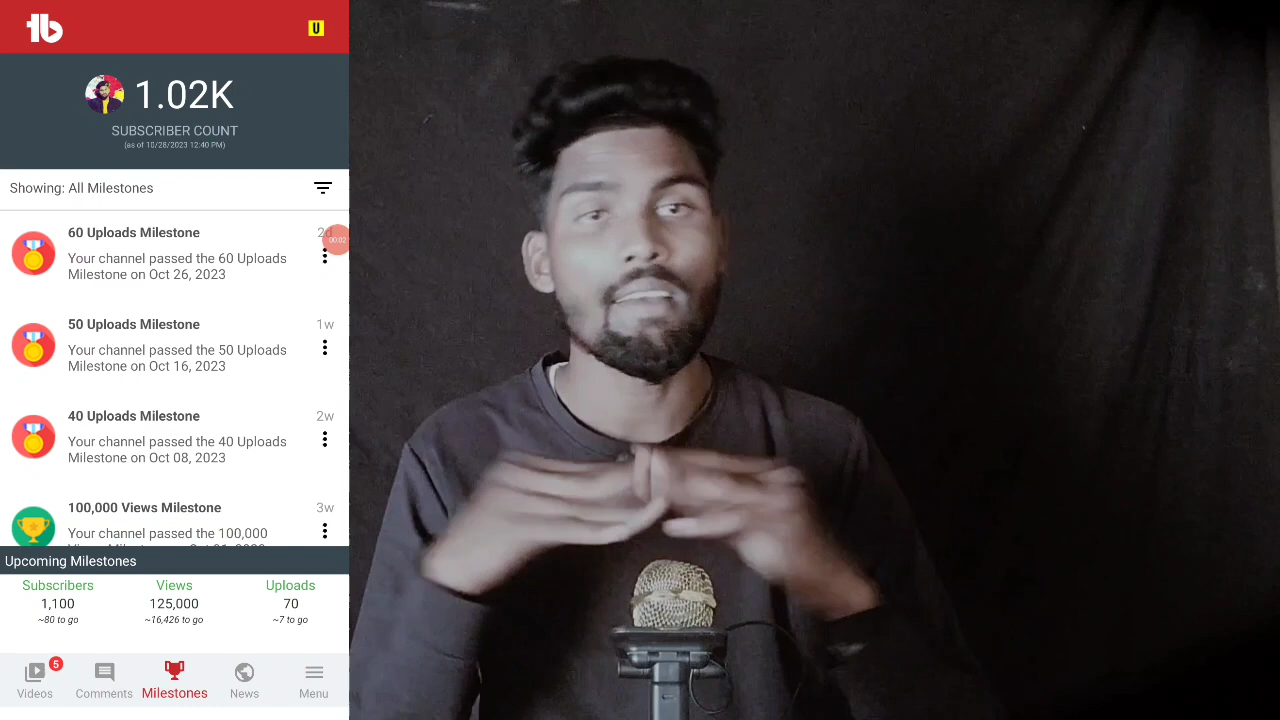 tb
U
1.02K
SUBSCRIBER COUNT
(as of 10/28/2023 12:40 PM)
Showing: All Milestones
60 Uploads Milestone
00:02
Your channel passed the 60 Uploads
Milestone on Oct 26, 2023
50 Uploads Milestone 1w
Your channel passed the 50 Uploads
Milestone on Oct 16, 2023
40 Uploads Milestone 2w
Your channel passed the 40 Uploads
Milestone on Oct 08, 2023
100,000 Views Milestone 3w
Your channel passed the 100,000
Upcoming Milestones
Subscribers Views Uploads
1,100 125,000 70
~80 to go ~16,426 to go ~7 to go
5
Videos Comments Milestones News Menu